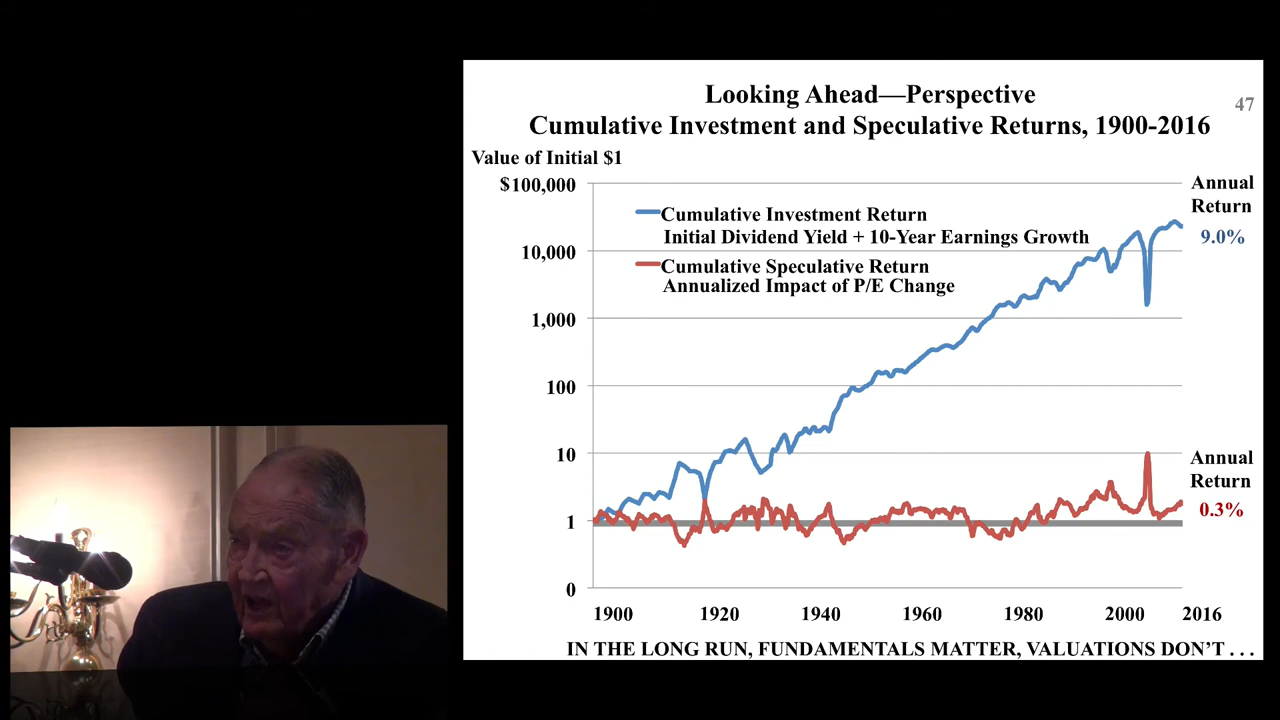 Looking Ahead—Perspective
47
Cumulative Investment and Speculative Returns, 1900-2016
Value of Initial $1
$100,000
Annual
Return
9.0%
Cumulative Investment Return
Initial Dividend Yield + 10-Year Earnings Growth
10,000
Cumulative Speculative Return
Annualized Impact of P/E Change
1,000
100
10
Annual
Return
0.3%
1
0
1900 1920 1940 1960 1980 2000 2016
IN THE LONG RUN, FUNDAMENTALS MATTER, VALUATIONS DON’T . . .